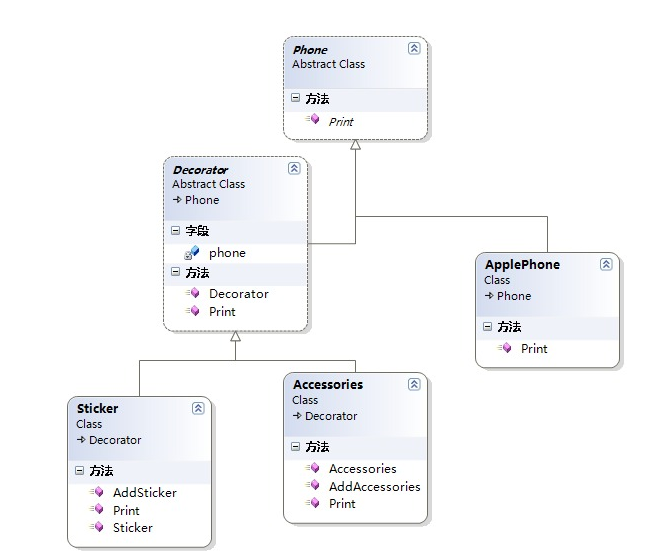 Phone
Abstract Class
方法
Print
Decorator
Abstract Class
Phone
字段
phone
方法
Decorator
Print
ApplePhone
Class
Phone
方法
Print
Sticker
Class
Decorator
方法
AddSticker
Print
Sticker
Accessories
Class
Decorator
方法
Accessories
AddAccessories
Print